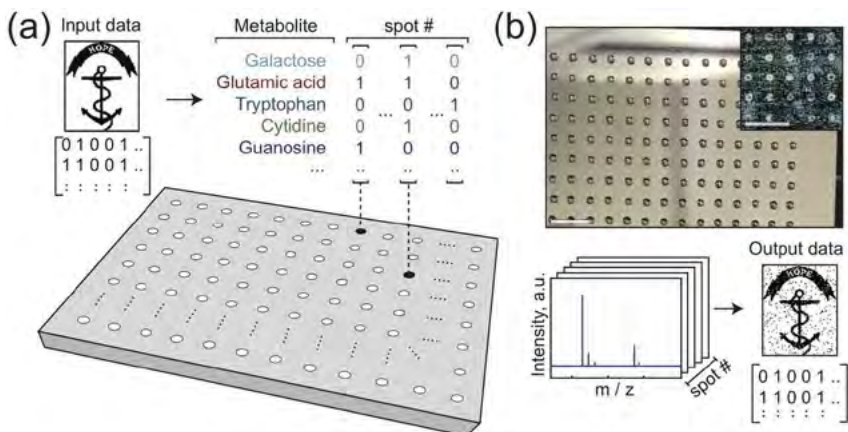 (a)
Input data
HOPE
0 1 0 0 1 ..
1 1 0 0 1 ..
: : : : :
Metabolite spot #
Galactose 0 1 0
Glutamic acid 1 1 0
Tryptophan 0 0 1
... ...
Cytidine 0 1 0
Guanosine 1 0 0
... .. .. ..
(b)
Intensity, a.u.
m / z
spot #
Output data
HOPE
0 1 0 0 1 ..
1 1 0 0 1 ..
: : : : :